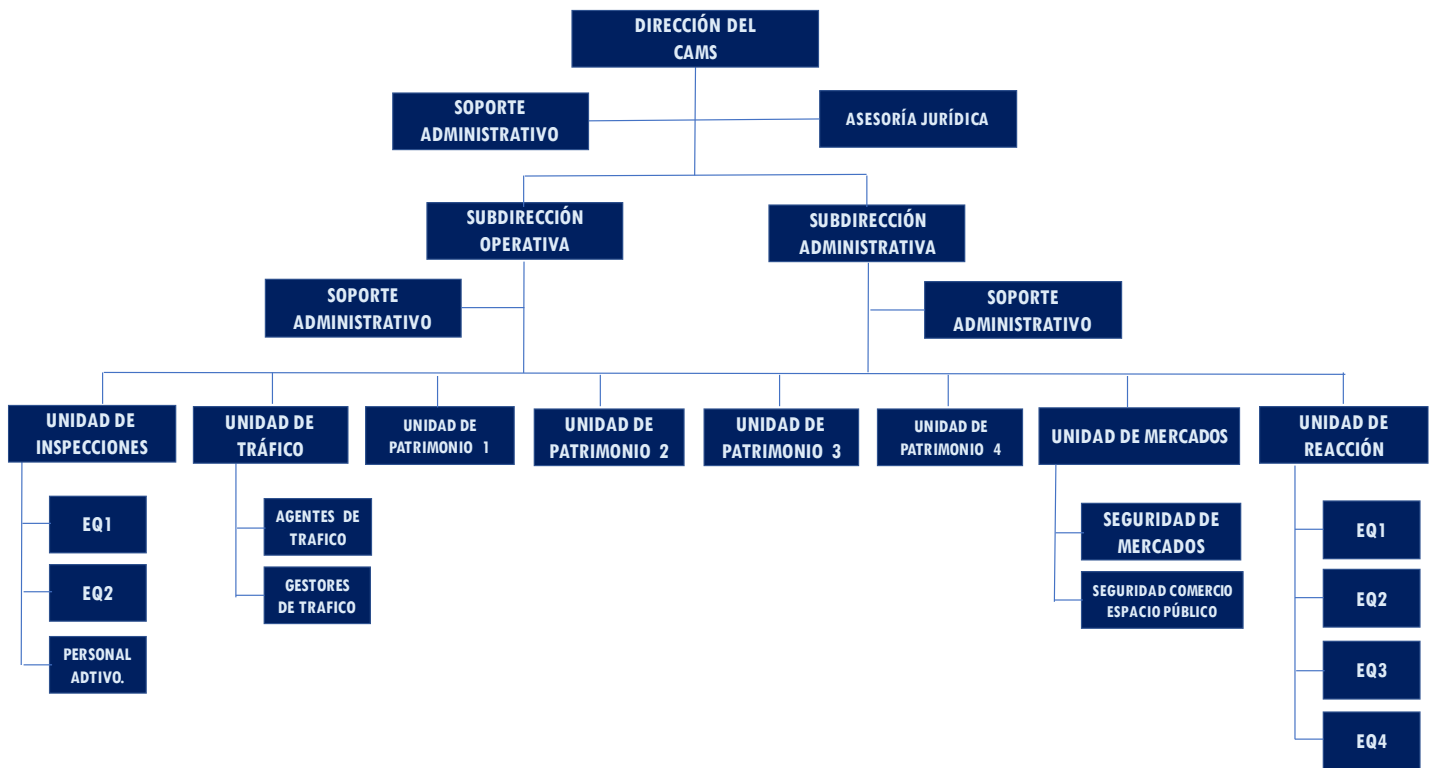 DIRECCIÓN DEL
CAMS
SOPORTE
ADMINISTRATIVO
ASESORÍA JURÍDICA
SUBDIRECCIÓN
OPERATIVA
SUBDIRECCIÓN
ADMINISTRATIVA
SOPORTE
ADMINISTRATIVO
SOPORTE
ADMINISTRATIVO
UNIDAD DE
INSPECCIONES
UNIDAD DE
TRÁFICO
UNIDAD DE
PATRIMONIO 1
UNIDAD DE
PATRIMONIO 2
UNIDAD DE
PATRIMONIO 3
UNIDAD DE
PATRIMONIO 4
UNIDAD DE MERCADOS
UNIDAD DE
REACCIÓN
EQ1
EQ2
PERSONAL
ADTIVO.
AGENTES DE
TRAFICO
GESTORES
DE TRAFICO
SEGURIDAD DE
MERCADOS
SEGURIDAD COMERCIO
ESPACIO PÚBLICO
EQ1
EQ2
EQ3
EQ4